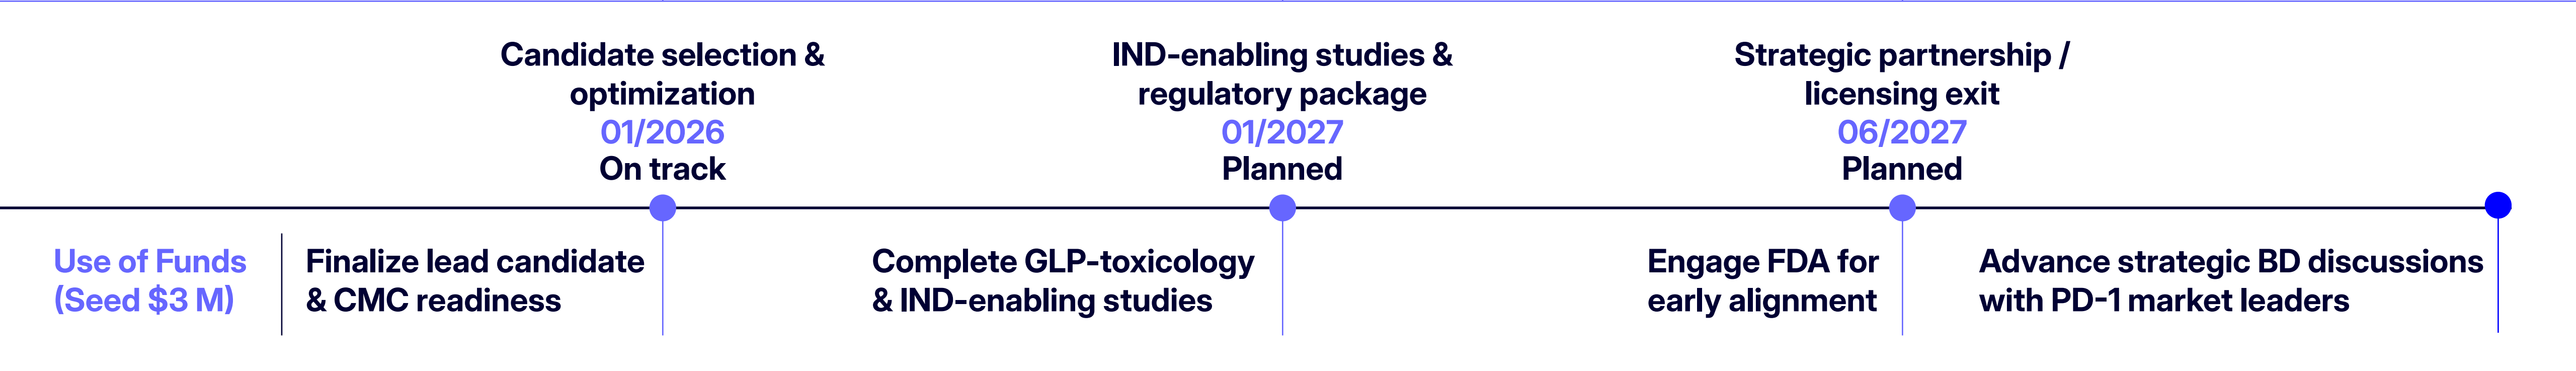 Candidate selection &
optimization
01/2026
On track
IND-enabling studies &
regulatory package
01/2027
Planned
Strategic partnership /
licensing exit
06/2027
Planned
Use of Funds
(Seed $3 M)
Finalize lead candidate
& CMC readiness
Complete GLP-toxicology
& IND-enabling studies
Engage FDA for
early alignment
Advance strategic BD discussions
with PD-1 market leaders